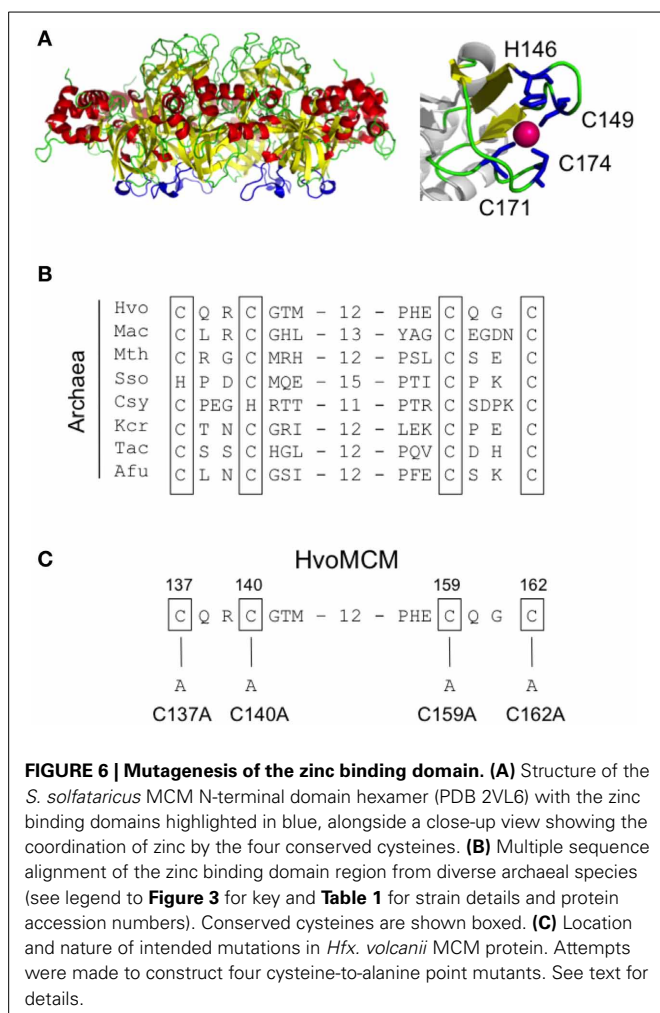 A
H146
C149
C174
C171
B
Archaea
Hvo C Q R C GTM – 12 – PHE C Q G C
Mac C L R C GHL – 13 – YAG C EGDN C
Mth C R G C MRH – 12 – PSL C S E C
Sso H P D C MQE – 15 – PTI C P K C
Csy C PEG H RTT – 11 – PTR C SDPK C
Kcr C T N C GRI – 12 – LEK C P E C
Tac C S S C HGL – 12 – PQV C D H C
Afu C L N C GSI – 12 – PFE C S K C
C
HvoMCM
137 140 159 162
C Q R C GTM – 12 – PHE C Q G C
A A A A
C137A C140A C159A C162A
FIGURE 6 | Mutagenesis of the zinc binding domain. (A) Structure of the
S. solfataricus MCM N-terminal domain hexamer (PDB 2VL6) with the zinc
binding domains highlighted in blue, alongside a close-up view showing the
coordination of zinc by the four conserved cysteines. (B) Multiple sequence
alignment of the zinc binding domain region from diverse archaeal species
(see legend to Figure 3 for key and Table 1 for strain details and protein
accession numbers). Conserved cysteines are shown boxed. (C) Location
and nature of intended mutations in Hfx. volcanii MCM protein. Attempts
were made to construct four cysteine-to-alanine point mutants. See text for
details.